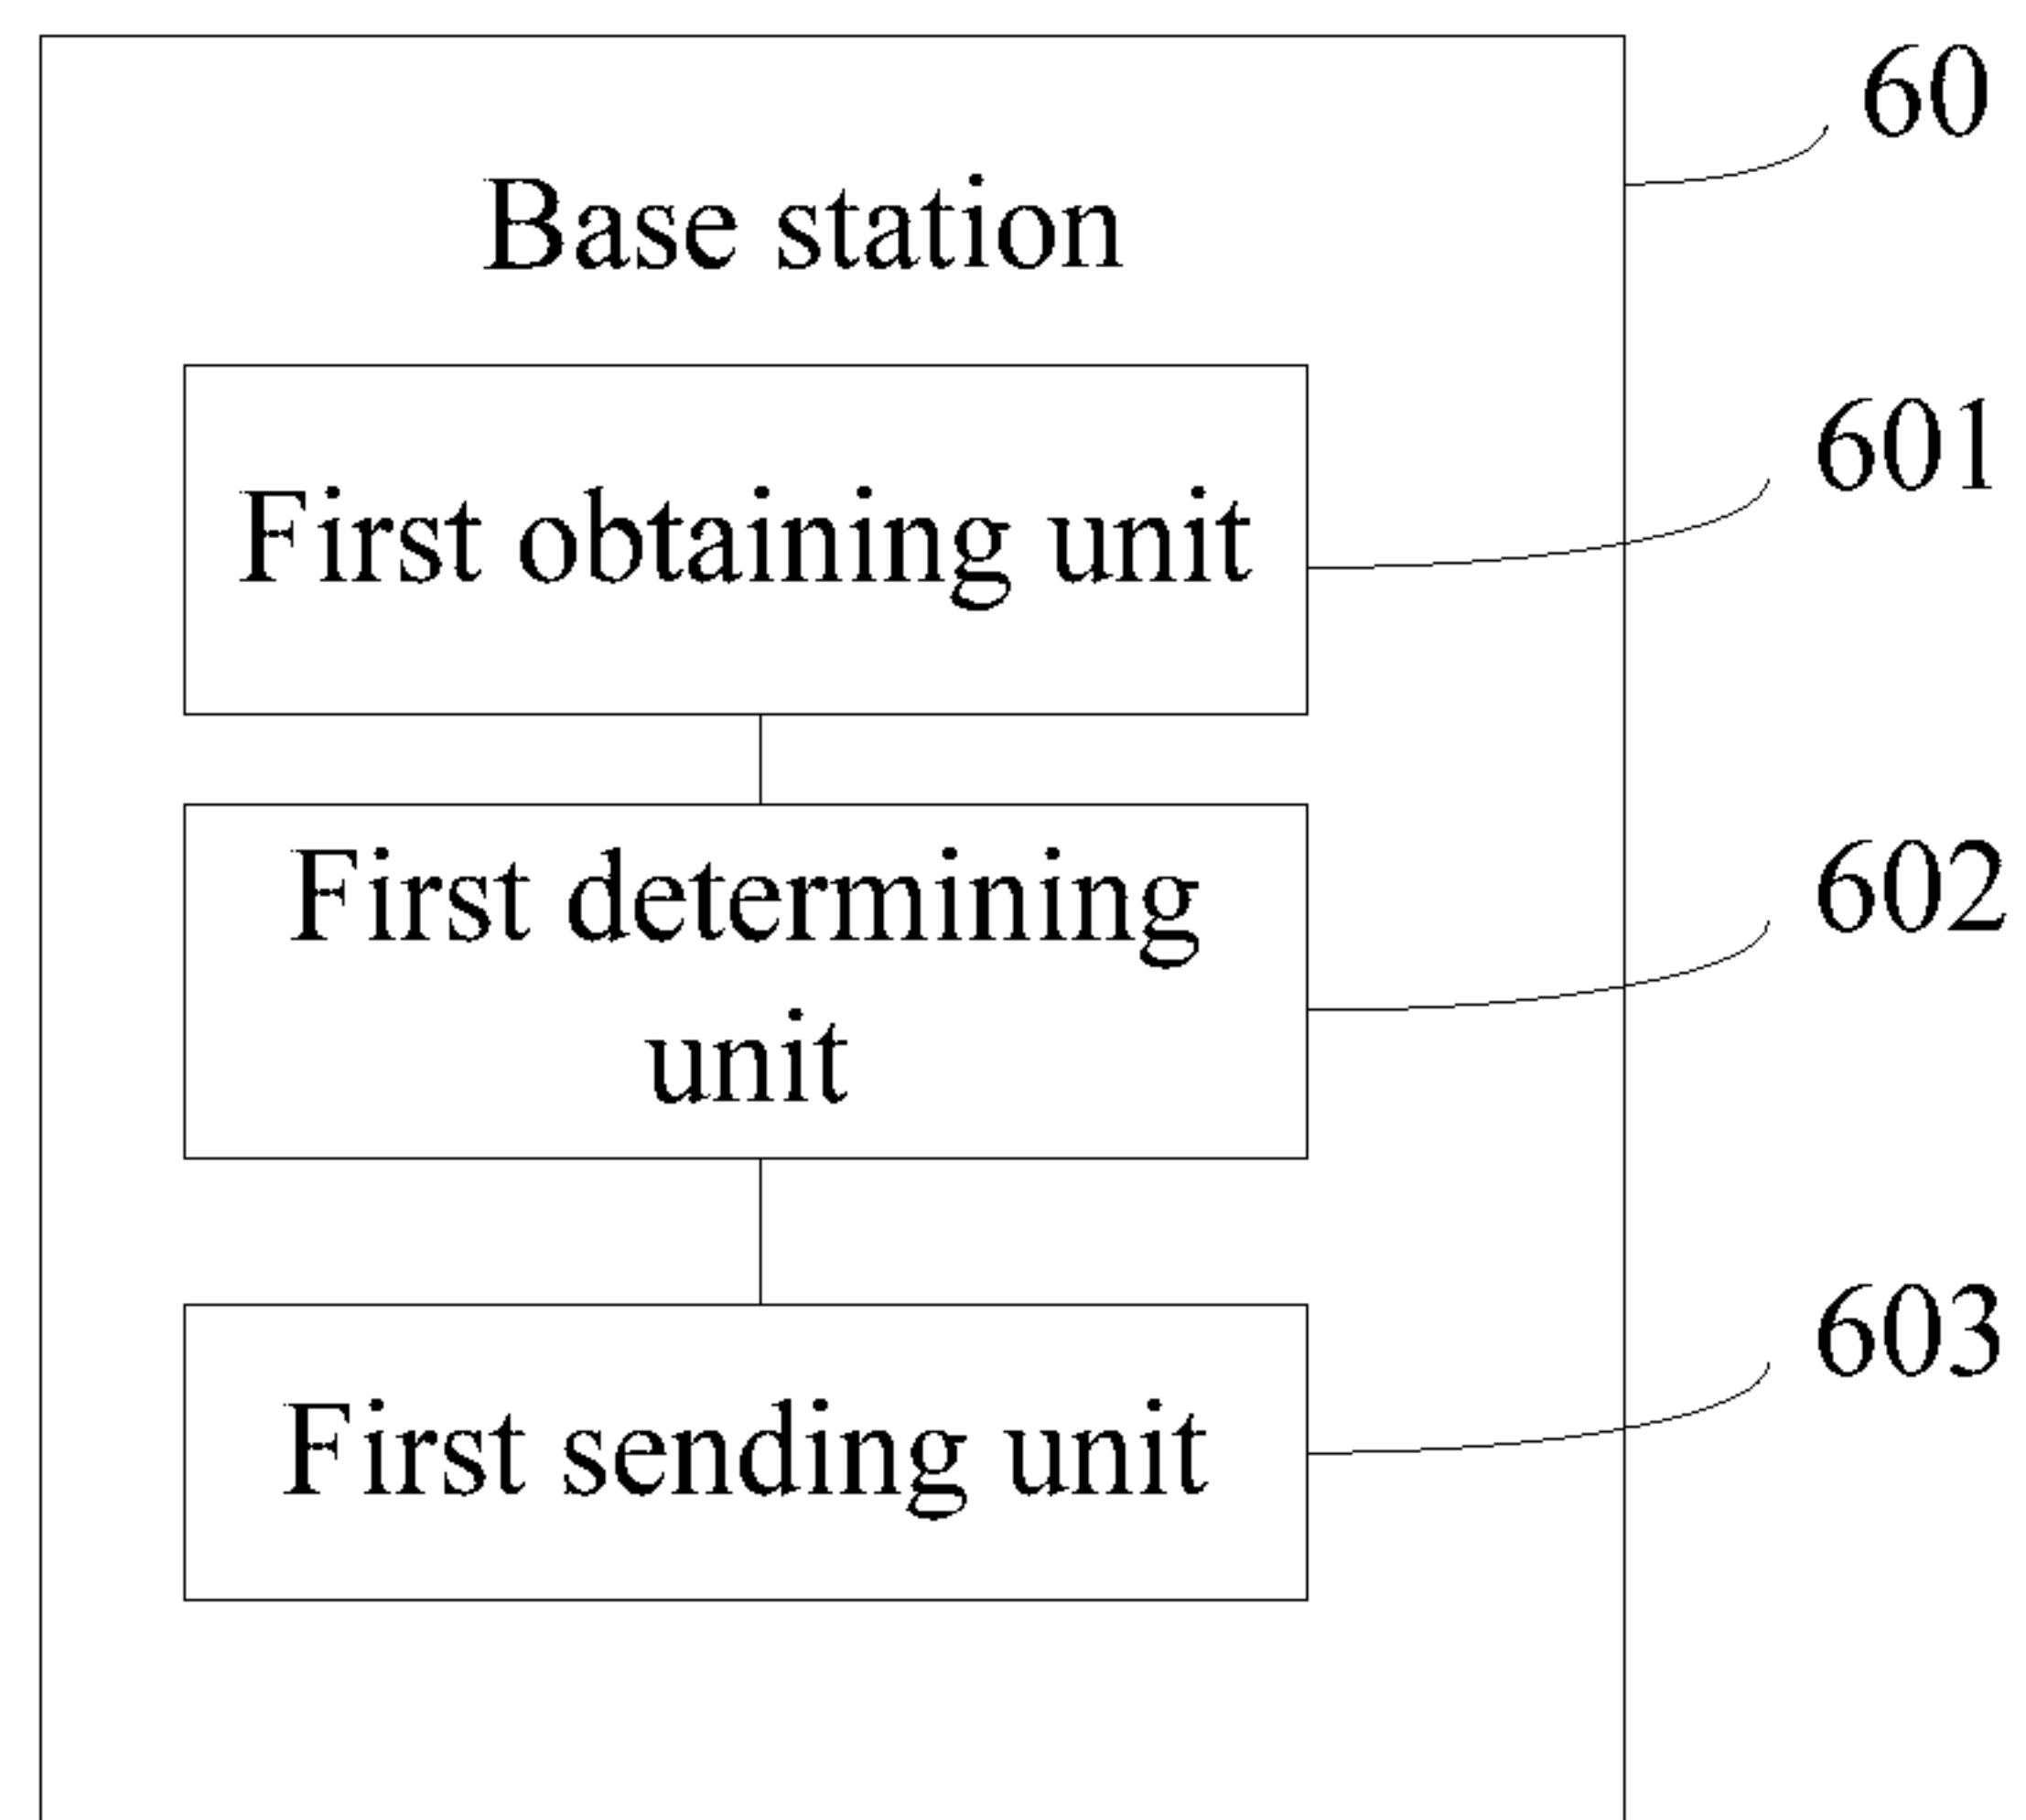 60
Base station
601
First obtaining unit
602
First determining
unit
603
First sending unit